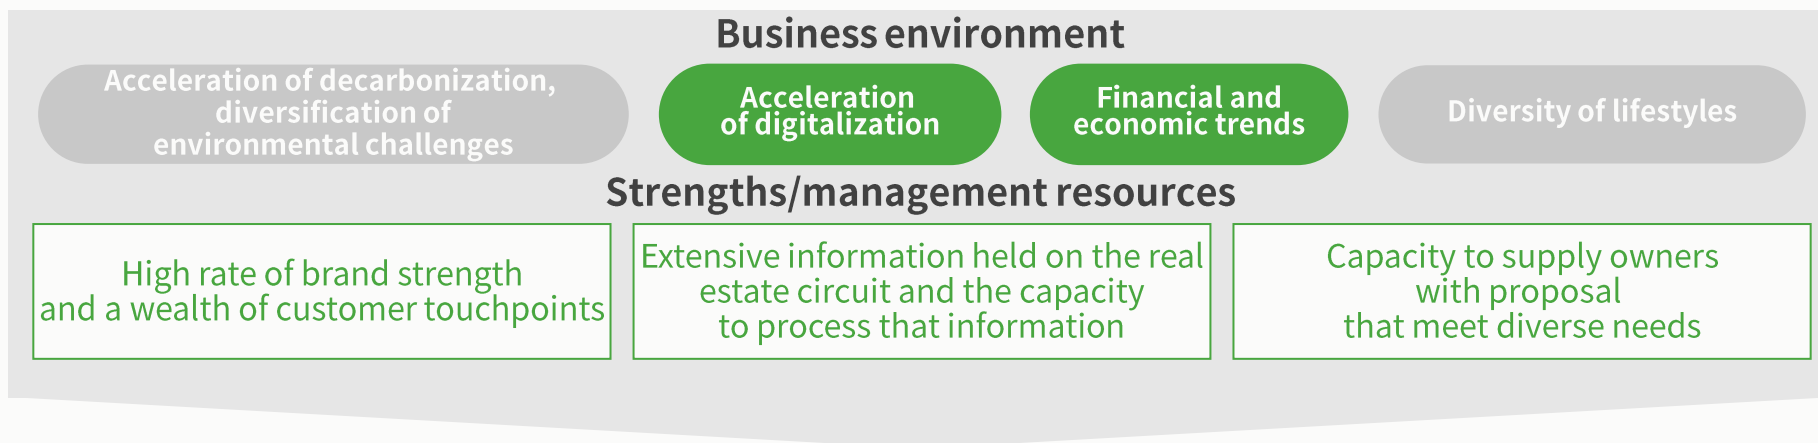 Business environment
Acceleration of decarbonization,
diversification of
environmental challenges
Acceleration
of digitalization
Financial and
economic trends
Diversity of lifestyles
Strengths/management resources
High rate of brand strength
and a wealth of customer touchpoints
Extensive information held on the real
estate circuit and the capacity
to process that information
Capacity to supply owners
with proposal
that meet diverse needs